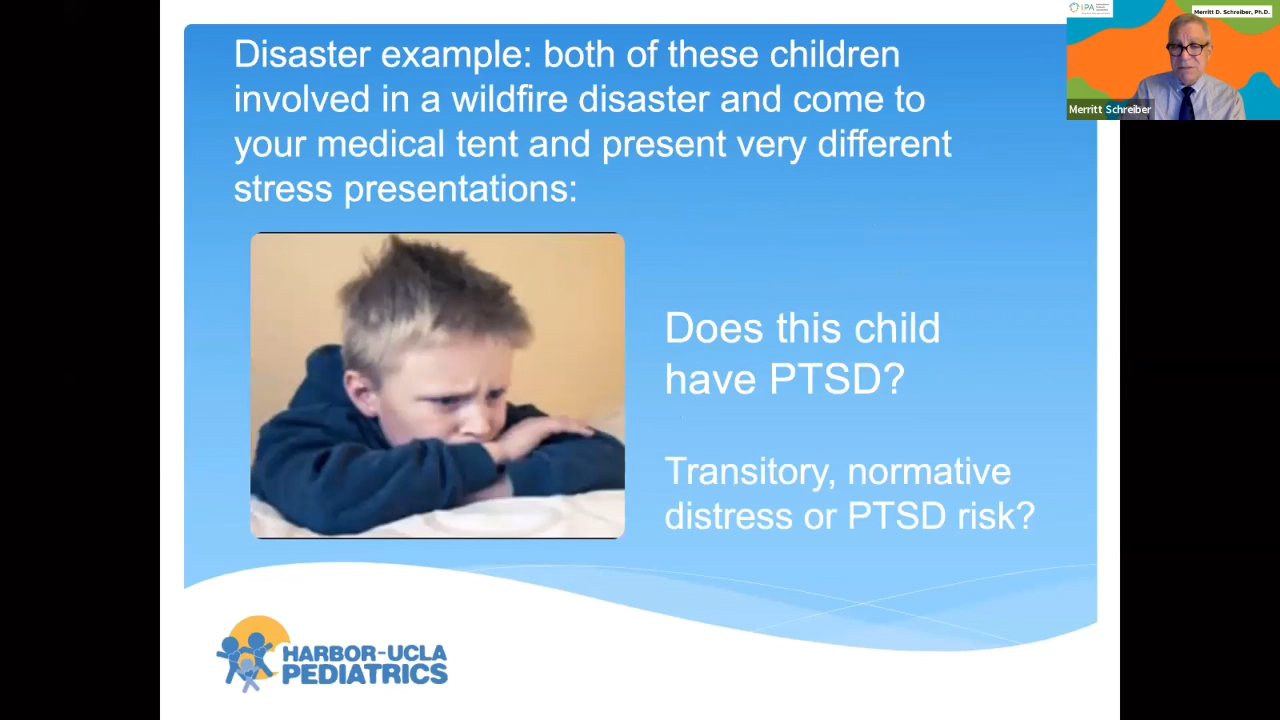 Disaster example: both of these children
involved in a wildfire disaster and come to
your medical tent and present very different
stress presentations:
Does this child
have PTSD?
Transitory, normative
distress or PTSD risk?
HARBOR-UCLA
PEDIATRICS
iPA
Merritt D. Schreiber, Ph.D.
Merritt Schreiber